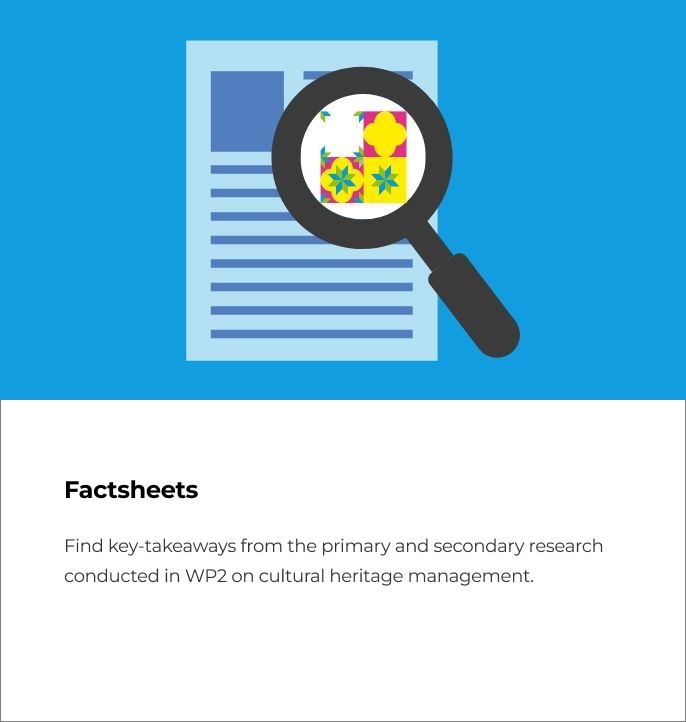 Factsheets
Find key-takeaways from the primary and secondary research
conducted in WP2 on cultural heritage management.